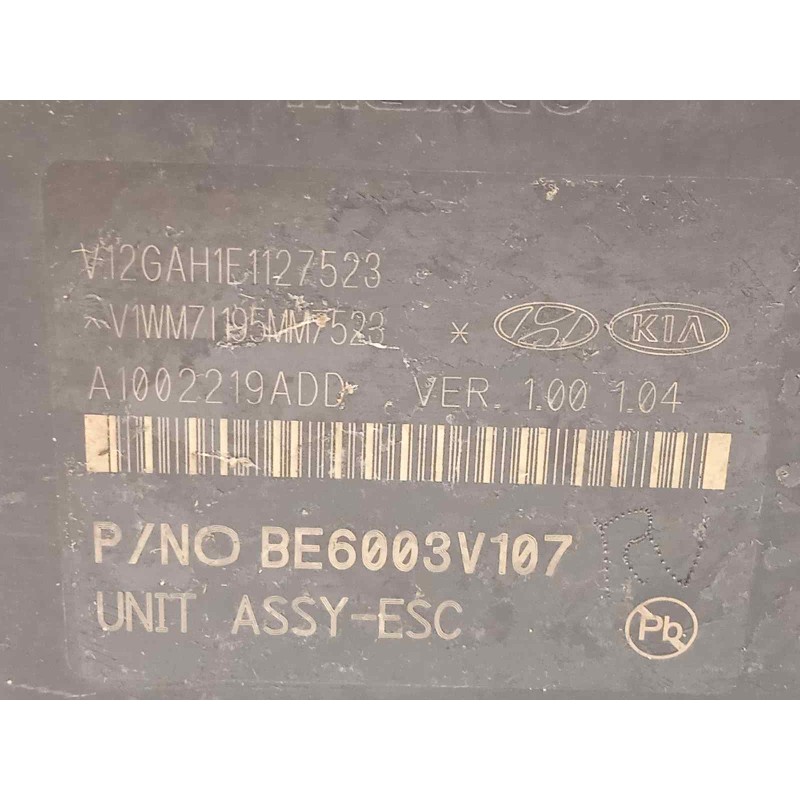 V12GAH1E1127523
*V1WM7I195MM7523 *
KIA
A1002219ADD VER. 1.00 1.04
P/NO BE6003V107
UNIT ASSY-ESC
Pb